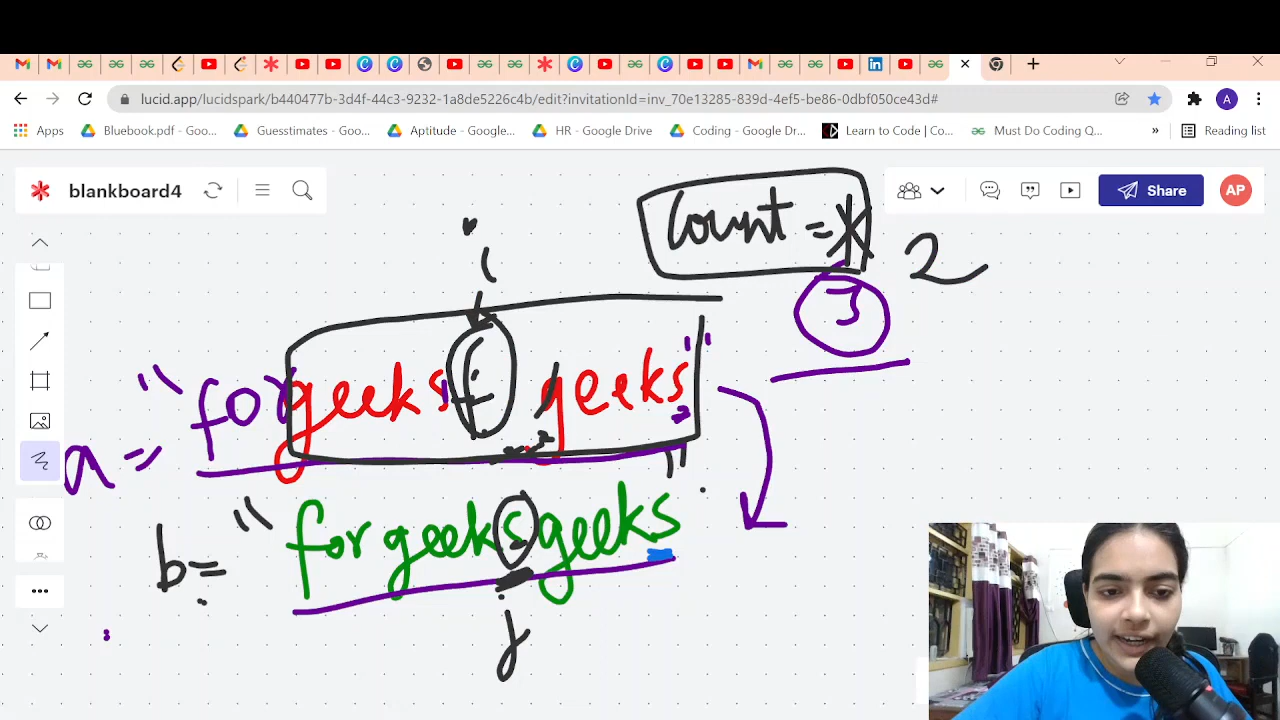 lucid.app/lucidspark/b440477b-3d4f-44c3-9232-1a8de5226c4b/edit?invitationId=inv_70e13285-839d-4ef5-be86-0dbf050ce43d#
A
Apps
Bluebook.pdf - Goo...
Guesstimates - Goo...
Aptitude - Google...
HR - Google Drive
Coding - Google Dr...
Learn to Code | Co...
Must Do Coding Q...
»
Reading list
blankboard4
Share
AP
count =
2
3
i
a = "forgeeksf geeks"
b= "forgeeksgeeks"
j